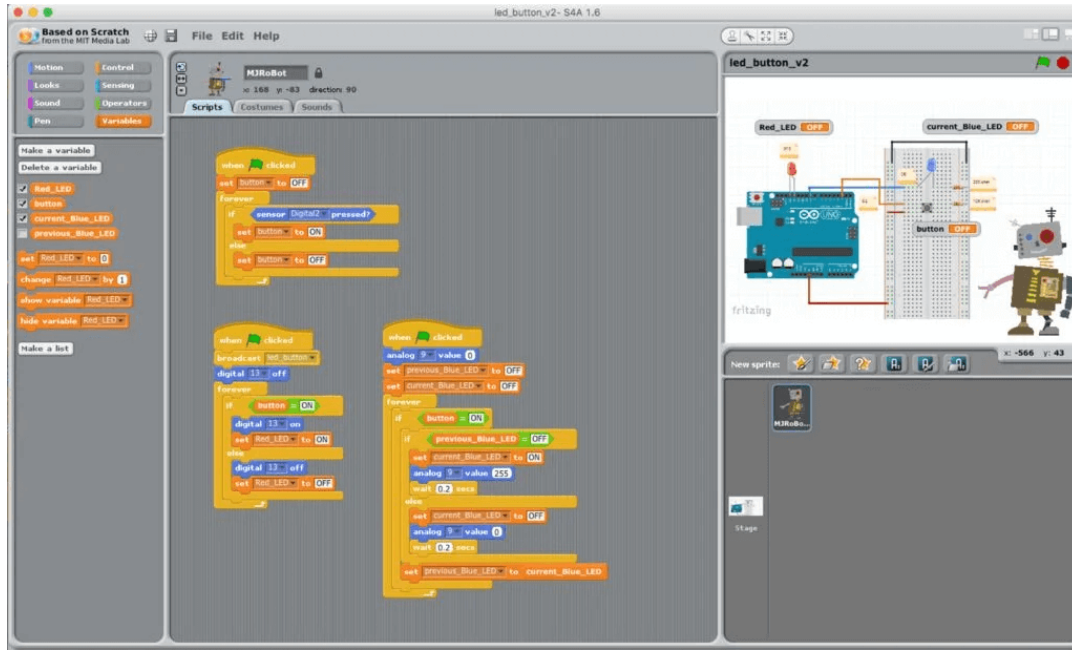 led_button_v2- S4A 1.6
Based on Scratch
from the MIT Media Lab
File Edit Help
Motion Control
Looks Sensing
Sound Operators
Pen Variables
Make a variable
Delete a variable
Red_LED
button
current_Blue_LED
previous_Blue_LED
set Red_LED to 0
change Red_LED by 1
show variable Red_LED
hide variable Red_LED
Make a list
MJRoBot
x: 168 y: -83 direction: 90
Scripts Costumes Sounds
when clicked
set button to OFF
forever
if sensor Digital2 pressed?
set button to ON
else
set button to OFF
when clicked
broadcast led_button
digital 13 off
forever
if button = ON
digital 13 on
set Red_LED to ON
else
digital 13 off
set Red_LED to OFF
when clicked
analog 9 value 0
set previous_Blue_LED to OFF
set current_Blue_LED to OFF
forever
if button = ON
if previous_Blue_LED = OFF
set current_Blue_LED to ON
analog 9 value 255
wait 0.2 secs
else
set current_Blue_LED to OFF
analog 9 value 0
wait 0.2 secs
set previous_Blue_LED to current_Blue_LED
led_button_v2
Red_LED OFF
current_Blue_LED OFF
button OFF
UNO
fritzing
x: -566 y: 43
New sprite:
MJRoBo...
Stage